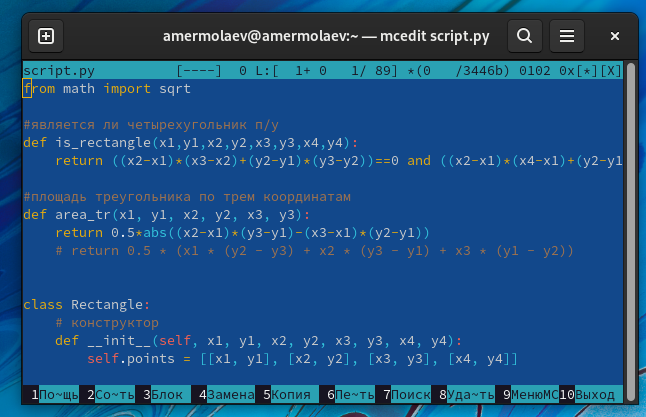 amermolaev@amermolaev:~ — mcedit script.py
script.py [----] 0 L:[ 1+ 0 1/ 89] *(0 /3446b) 0102 0x[*][X]
from math import sqrt
#является ли четырехугольник п/у
def is_rectangle(x1,y1,x2,y2,x3,y3,x4,y4):
return ((x2-x1)*(x3-x2)+(y2-y1)*(y3-y2))==0 and ((x2-x1)*(x4-x1)+(y2-y1
#площадь треугольника по трем координатам
def area_tr(x1, y1, x2, y2, x3, y3):
return 0.5*abs((x2-x1)*(y3-y1)-(x3-x1)*(y2-y1))
# return 0.5 * (x1 * (y2 - y3) + x2 * (y3 - y1) + x3 * (y1 - y2))
class Rectangle:
# конструктор
def __init__(self, x1, y1, x2, y2, x3, y3, x4, y4):
self.points = [[x1, y1], [x2, y2], [x3, y3], [x4, y4]]
1По~щь 2Со~ть 3Блок 4Замена 5Копия 6Пе~ть 7Поиск 8Уда~ть 9МенюMC 10Выход